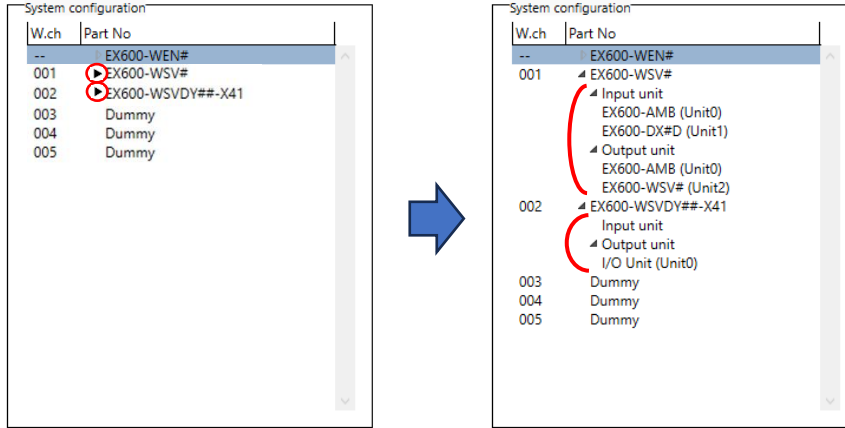 System configuration
W.ch Part No
-- EX600-WEN#
001 EX600-WSV#
002 EX600-WSVDY##-X41
003 Dummy
004 Dummy
005 Dummy
System configuration
W.ch Part No
-- EX600-WEN#
001 EX600-WSV#
Input unit
EX600-AMB (Unit0)
EX600-DX#D (Unit1)
Output unit
EX600-AMB (Unit0)
EX600-WSV# (Unit2)
002 EX600-WSVDY##-X41
Input unit
Output unit
I/O Unit (Unit0)
003 Dummy
004 Dummy
005 Dummy